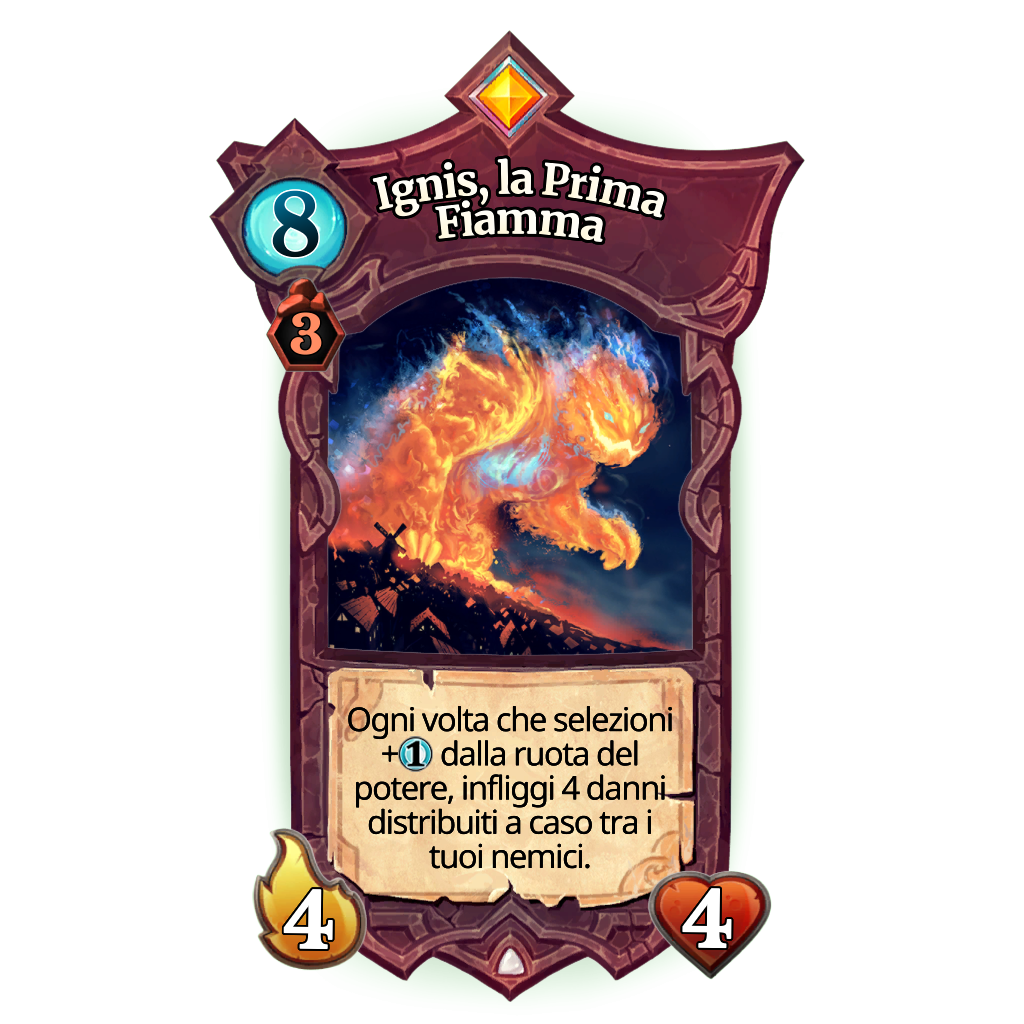 8
Ignis, la Prima
Fiamma
3
Ogni volta che selezioni
+1 dalla ruota del
potere, infliggi 4 danni
distribuiti a caso tra i
tuoi nemici.
4
4